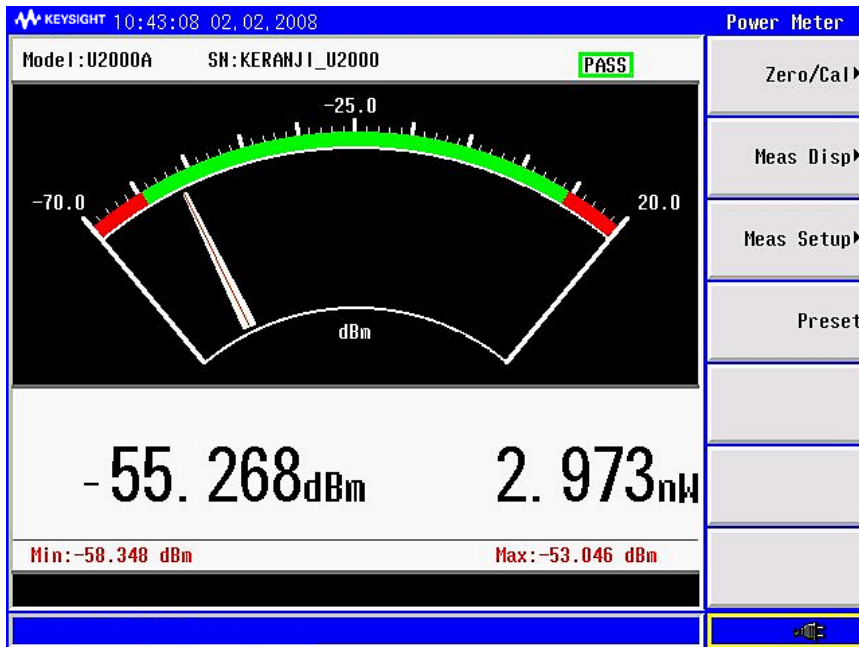 KEYSIGHT 10:43:08 02,02,2008
Power Meter
Model:U2000A SN:KERANJI_U2000 PASS
Zero/Cal
-25.0
Meas Disp
-70.0 20.0
Meas Setup
Preset
dBm
-55.268dBm 2.973nW
Min:-58.348 dBm Max:-53.046 dBm